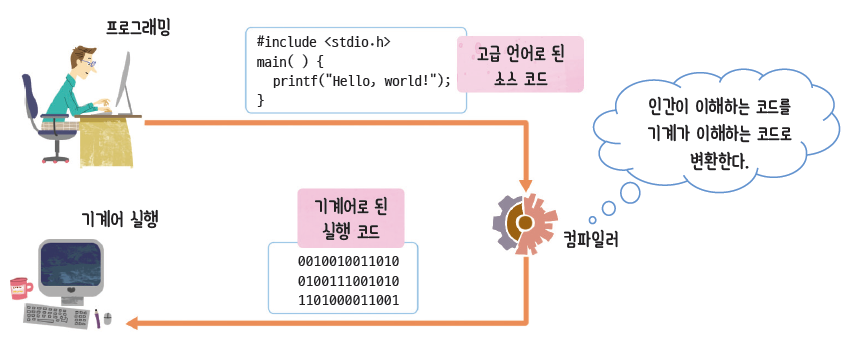 프로그래밍
#include <stdio.h>
main( ) {
  printf("Hello, world!");
}
고급 언어로 된
소스 코드
인간이 이해하는 코드를
기계가 이해하는 코드로
변환한다.
컴파일러
기계어로 된
실행 코드
0010010011010
0100111001010
1101000011001
기계어 실행